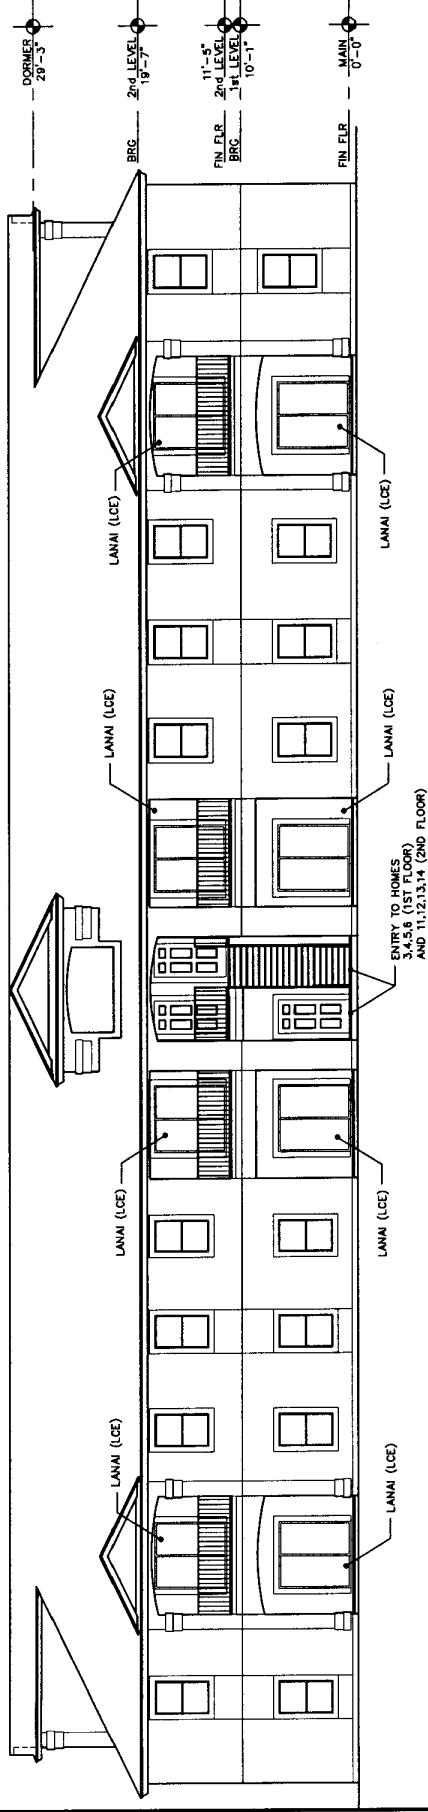 DORMER
29'-3"
2nd LEVEL
19'-7"
BRG
11'-5"
2nd LEVEL
FIN FLR
1st LEVEL
10'-1"
BRG
MAIN
0'-0"
FIN FLR
LANAI (LCE)
LANAI (LCE)
LANAI (LCE)
LANAI (LCE)
ENTRY TO HOMES
3,4,5,6 (1ST FLOOR)
AND 11,12,13,14 (2ND FLOOR)
LANAI (LCE)
LANAI (LCE)
LANAI (LCE)
LANAI (LCE)